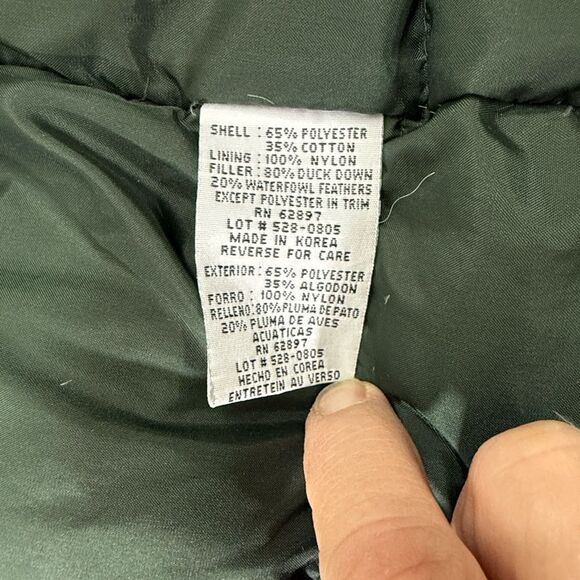 SHELL : 65% POLYESTER
35% COTTON
LINING : 100% NYLON
FILLER : 80% DUCK DOWN
20% WATERFOWL FEATHERS
EXCEPT POLYESTER IN TRIM
RN 62897
LOT # 528-0805
MADE IN KOREA
REVERSE FOR CARE
EXTERIOR : 65% POLYESTER
35% ALGODON
FORRO : 100% NYLON
RELLENO : 80% PLUMA DE PATO
20% PLUMA DE AVES
ACUATICAS
RN 62897
LOT # 528-0805
HECHO EN COREA
ENTRETEIN AU VERSO